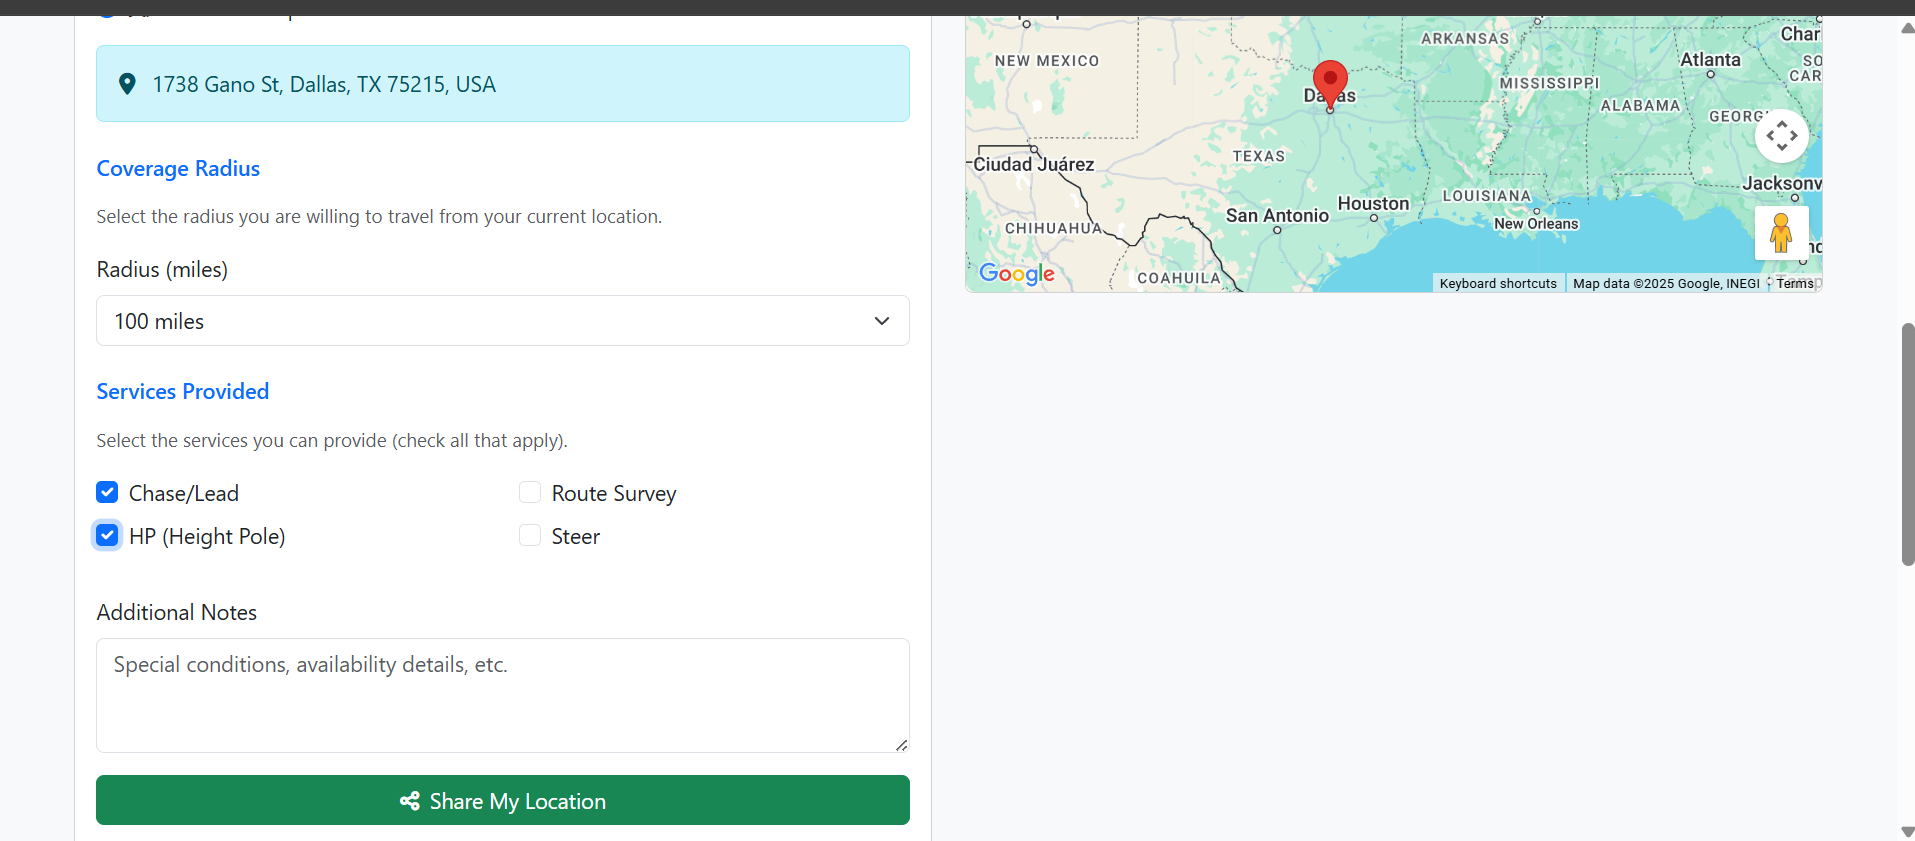 1738 Gano St, Dallas, TX 75215, USA
Coverage Radius
Select the radius you are willing to travel from your current location.
Radius (miles)
100 miles
Services Provided
Select the services you can provide (check all that apply).
Chase/Lead
Route Survey
HP (Height Pole)
Steer
Additional Notes
Special conditions, availability details, etc.
Share My Location
ARKANSAS
Char
NEW MEXICO
Atlanta
SO
CAR
MISSISSIPPI
Dallas
ALABAMA
GEORG
TEXAS
Ciudad Juárez
Jacksonv
LOUISIANA
Houston
San Antonio
New Orleans
CHIHUAHUA
Google
COAHUILA
Keyboard shortcuts
Map data ©2025 Google, INEGI
Terms